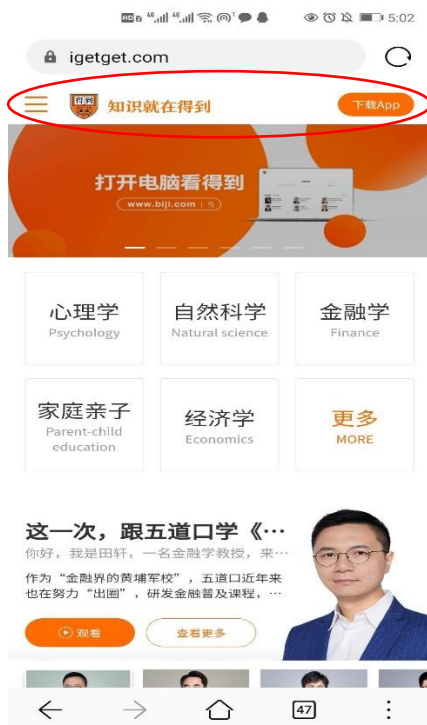 5:02
igetget.com
得到
知识就在得到
下载App
打开电脑看得到
www.biji.com
心理学
Psychology
自然科学
Natural science
金融学
Finance
家庭亲子
Parent-child
education
经济学
Economics
更多
MORE
这一次，跟五道口学《…
你好，我是田轩，一名金融学教授，来…
作为“金融界的黄埔军校”，五道口近年来
也在努力“出圈”，研发金融普及课程，…
观看
查看更多
47